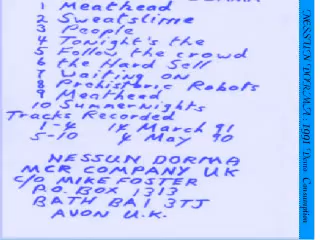 1 Meathead
2 Sweatslime
3 People
4 Tonight's the
5 Follow the crowd
6 the Hard Sell
7 Waiting on
8 Prehistoric Robots
9 Meathead
10 Summernights
Tracks Recorded
1-4 14 March 91
5-10 4 May 90
NESSUN DORMA
MCR COMPANY UK
C/O MIKE FOSTER
P.O. BOX 1313
BATH BA1 3TJ
AVON U.K.
NESSUN DORMA 1991 Demo Consumption